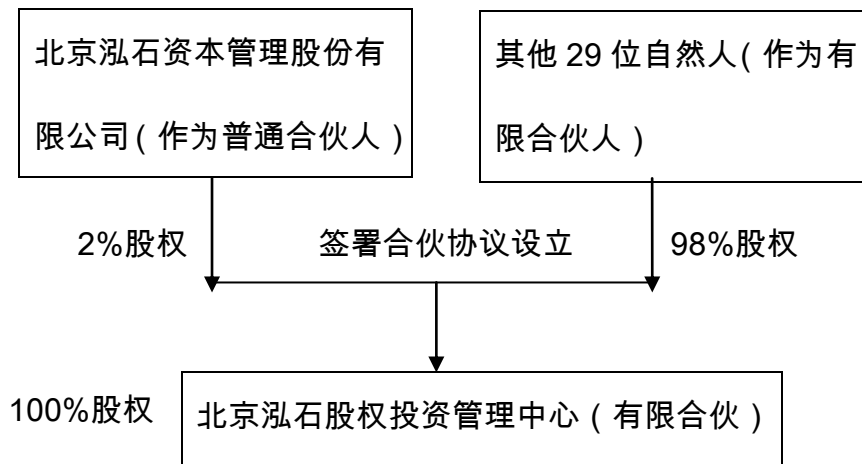 北京泓石资本管理股份有
限公司（作为普通合伙人）
其他 29 位自然人（作为有
限合伙人）
2%股权
签署合伙协议设立
98%股权
100%股权
北京泓石股权投资管理中心（有限合伙）